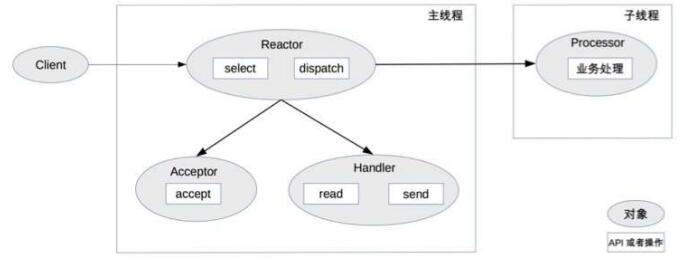 主线程
子线程
Client
Reactor
select
dispatch
Processor
业务处理
Acceptor
accept
Handler
read
send
对象
API 或者操作